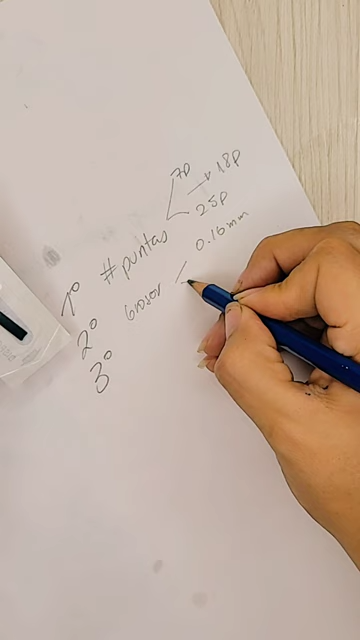 1º #puntas 7p
→ 18p
25p
2º Grosor 0.16mm
3º